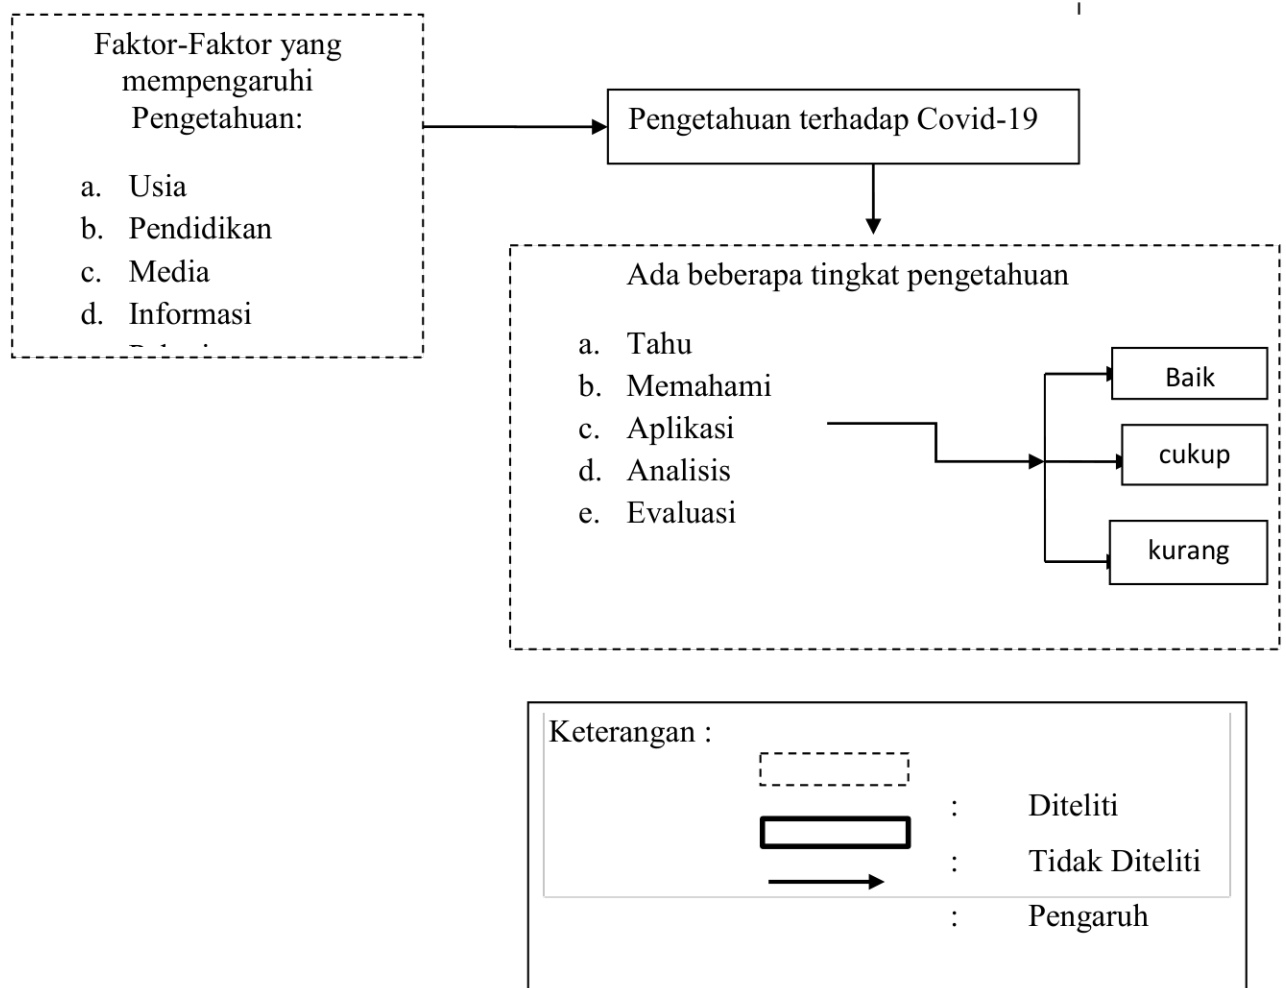 Faktor-Faktor yang
mempengaruhi
Pengetahuan:
a. Usia
b. Pendidikan
c. Media
d. Informasi
Pengetahuan terhadap Covid-19
Ada beberapa tingkat pengetahuan
a. Tahu
b. Memahami
c. Aplikasi
d. Analisis
e. Evaluasi
Baik
cukup
kurang
Keterangan :
: Diteliti
: Tidak Diteliti
: Pengaruh